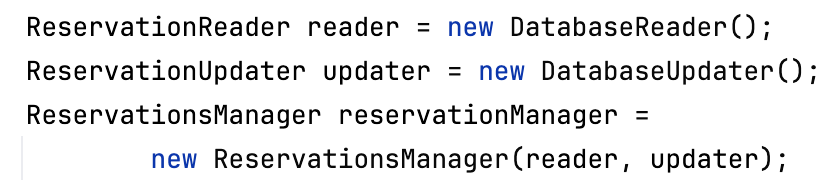 ReservationReader reader = new DatabaseReader();
ReservationUpdater updater = new DatabaseUpdater();
ReservationsManager reservationManager =
new ReservationsManager(reader, updater);